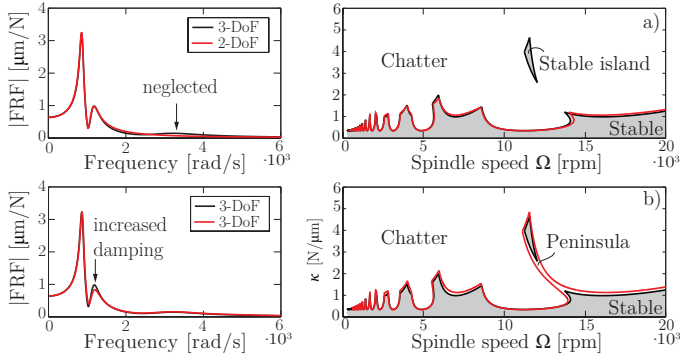 |FRF| [μm/N]
4
3
2
1
0
3-DoF
2-DoF
neglected
0 2 4 6
Frequency [rad/s] ·10³
6
5
4
3
2
1
0
a)
Chatter
Stable island
Stable
0 5 10 15 20
Spindle speed Ω [rpm] ·10³
|FRF| [μm/N]
4
3
2
1
0
3-DoF
3-DoF
increased
damping
0 2 4 6
Frequency [rad/s] ·10³
κ [N/μm]
6
5
4
3
2
1
0
b)
Chatter
Peninsula
Stable
0 5 10 15 20
Spindle speed Ω [rpm] ·10³